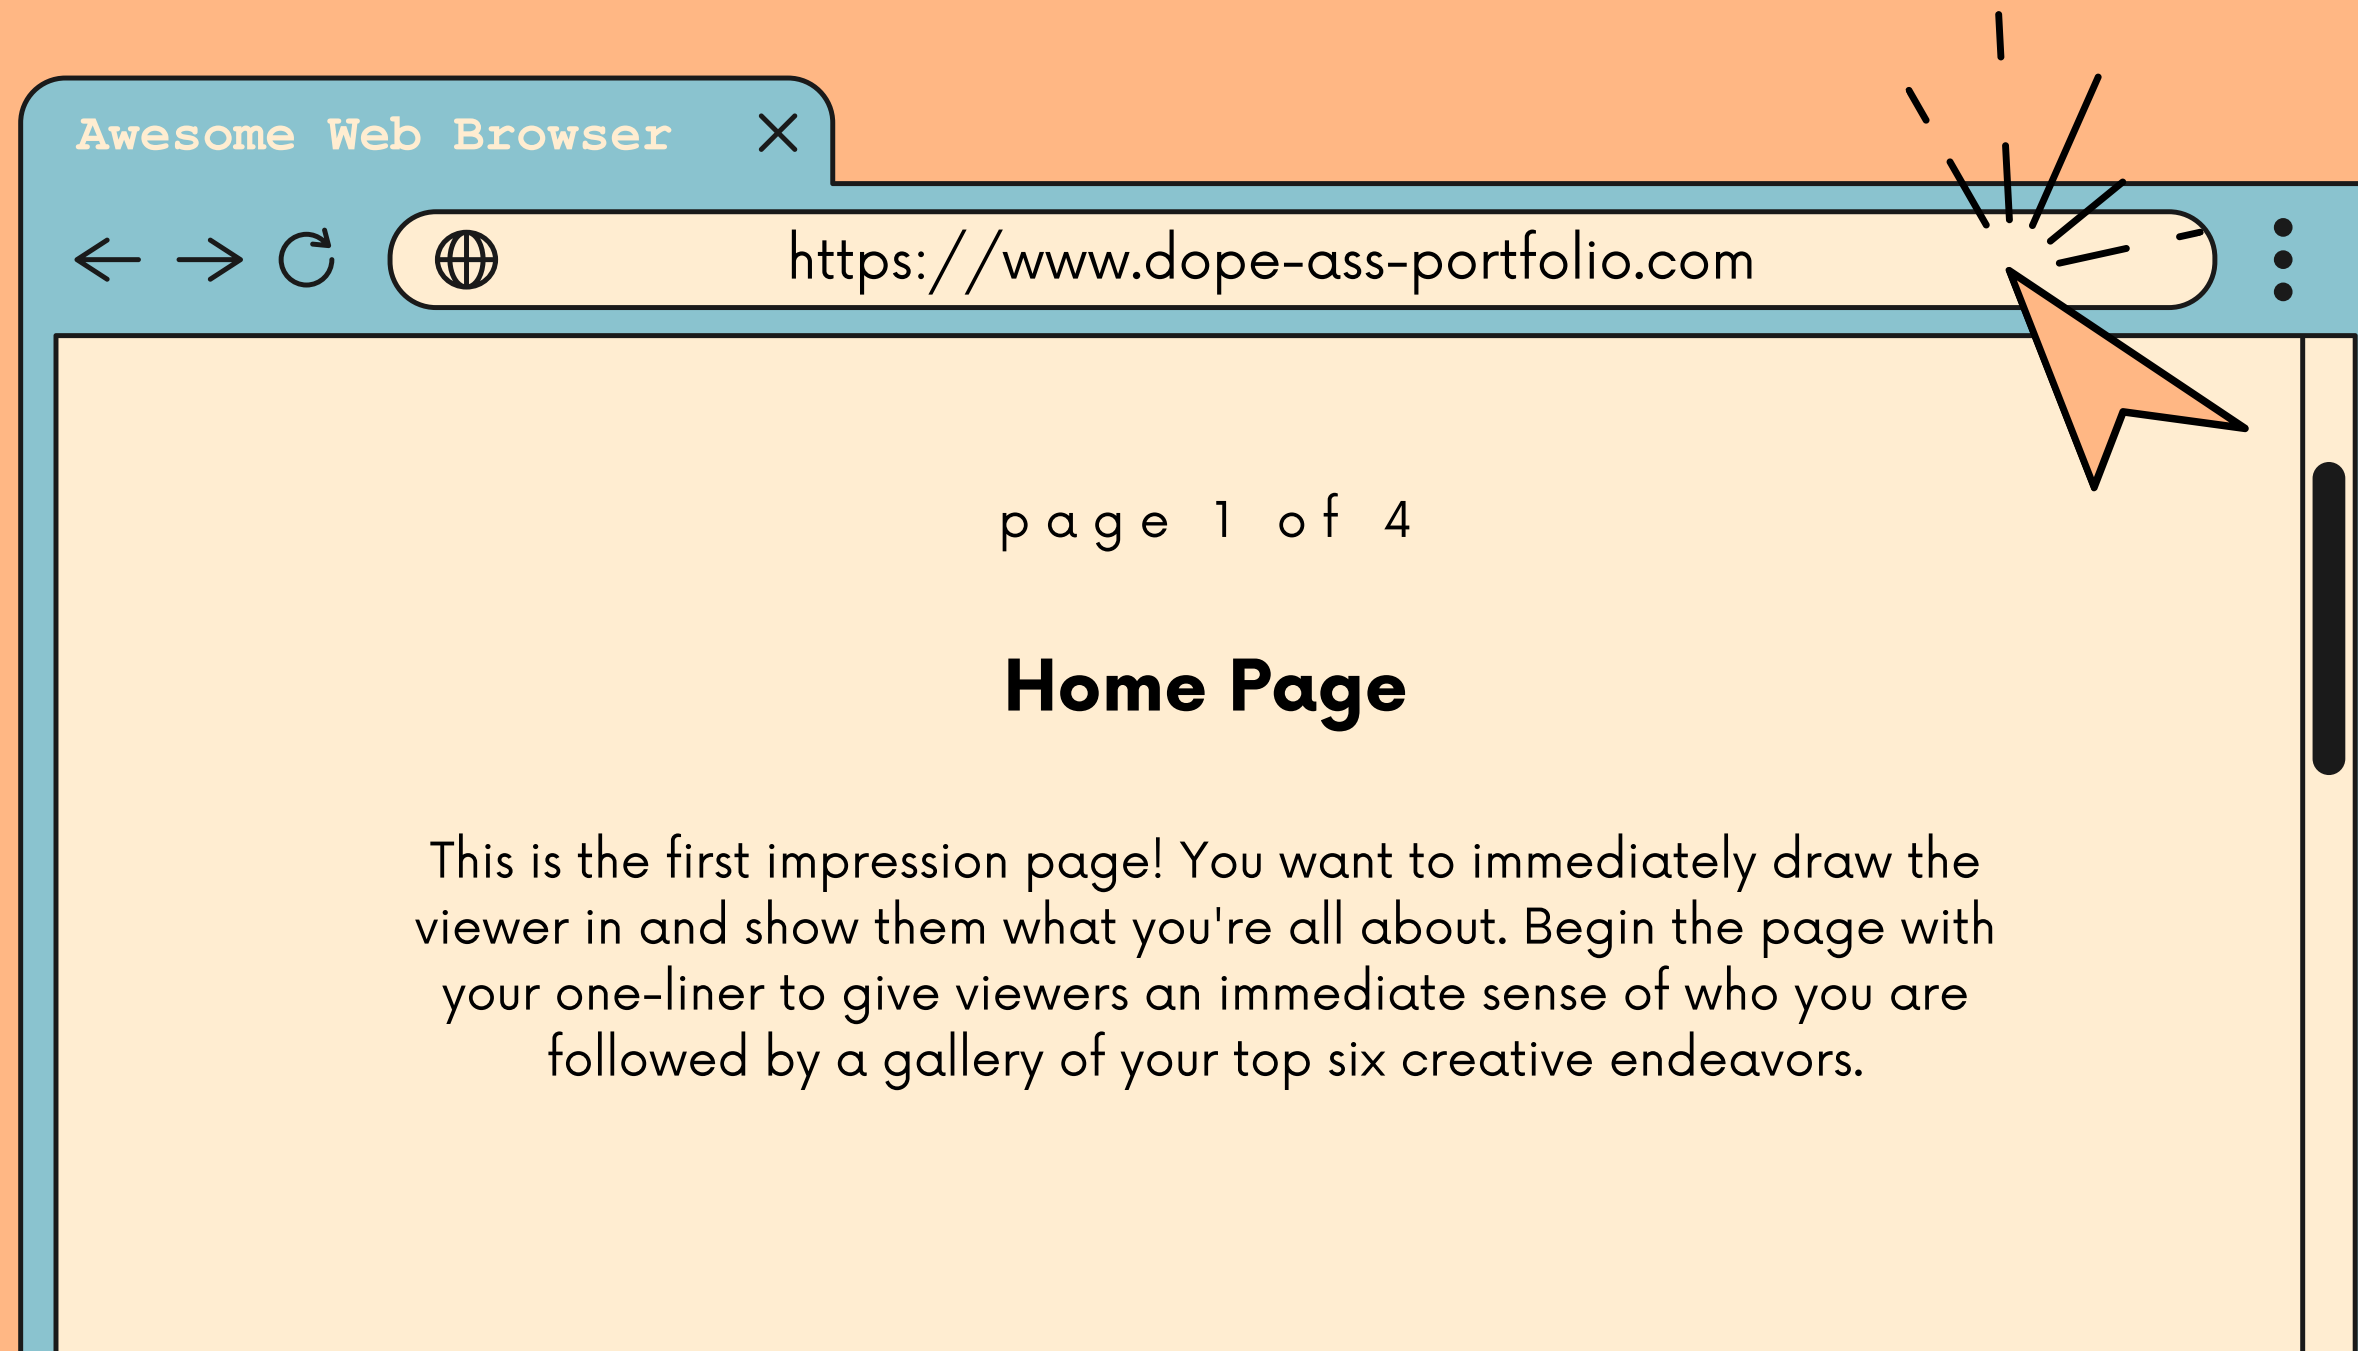 Awesome Web Browser
https://www.dope-ass-portfolio.com
page 1 of 4
Home Page
This is the first impression page! You want to immediately draw the
viewer in and show them what you're all about. Begin the page with
your one-liner to give viewers an immediate sense of who you are
followed by a gallery of your top six creative endeavors.